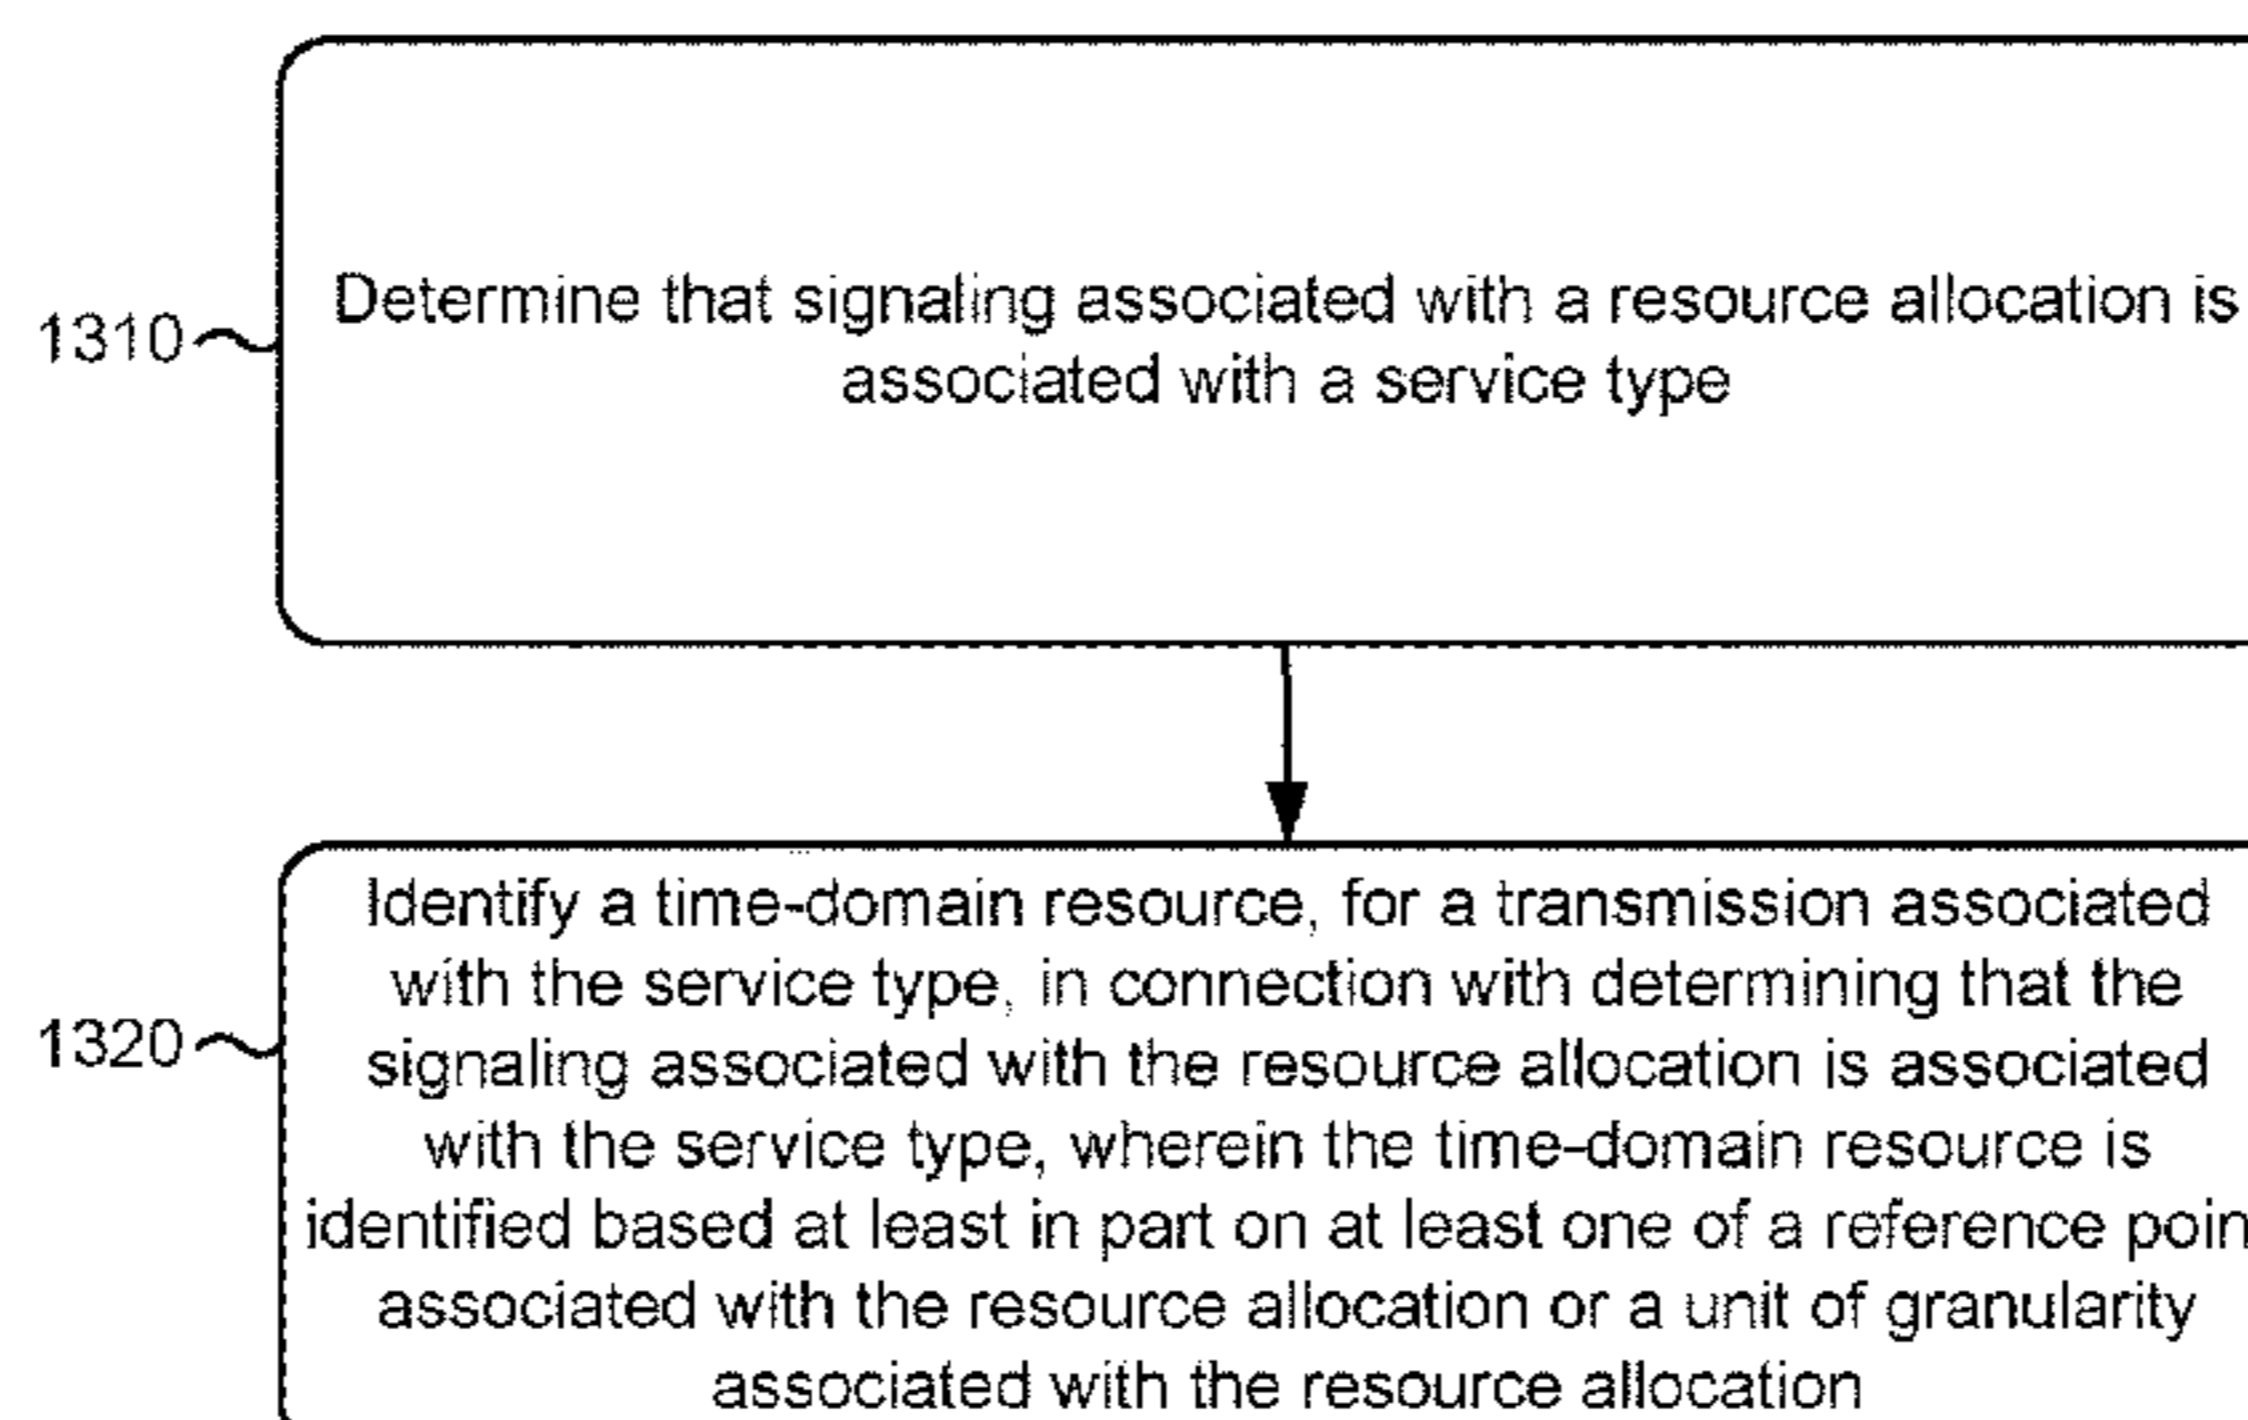 1310
Determine that signaling associated with a resource allocation is
associated with a service type
1320
Identify a time-domain resource, for a transmission associated
with the service type, in connection with determining that the
signaling associated with the resource allocation is associated
with the service type, wherein the time-domain resource is
identified based at least in part on at least one of a reference poin
associated with the resource allocation or a unit of granularity
associated with the resource allocation